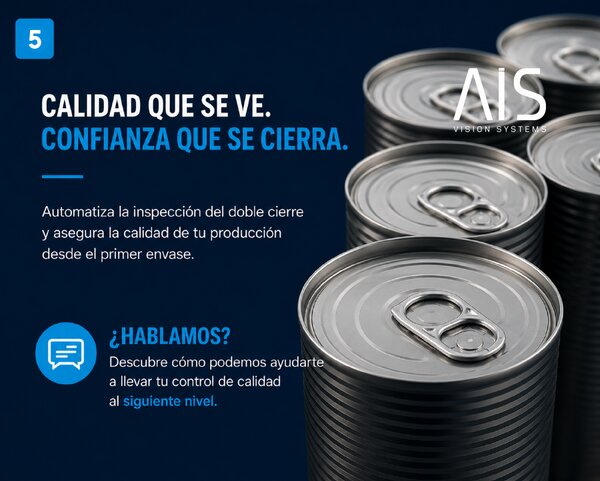 5
CALIDAD QUE SE VE.
CONFIANZA QUE SE CIERRA.
AIS
VISION SYSTEMS
Automatiza la inspección del doble cierre
y asegura la calidad de tu producción
desde el primer envase.
¿HABLAMOS?
Descubre cómo podemos ayudarte
a llevar tu control de calidad
al siguiente nivel.